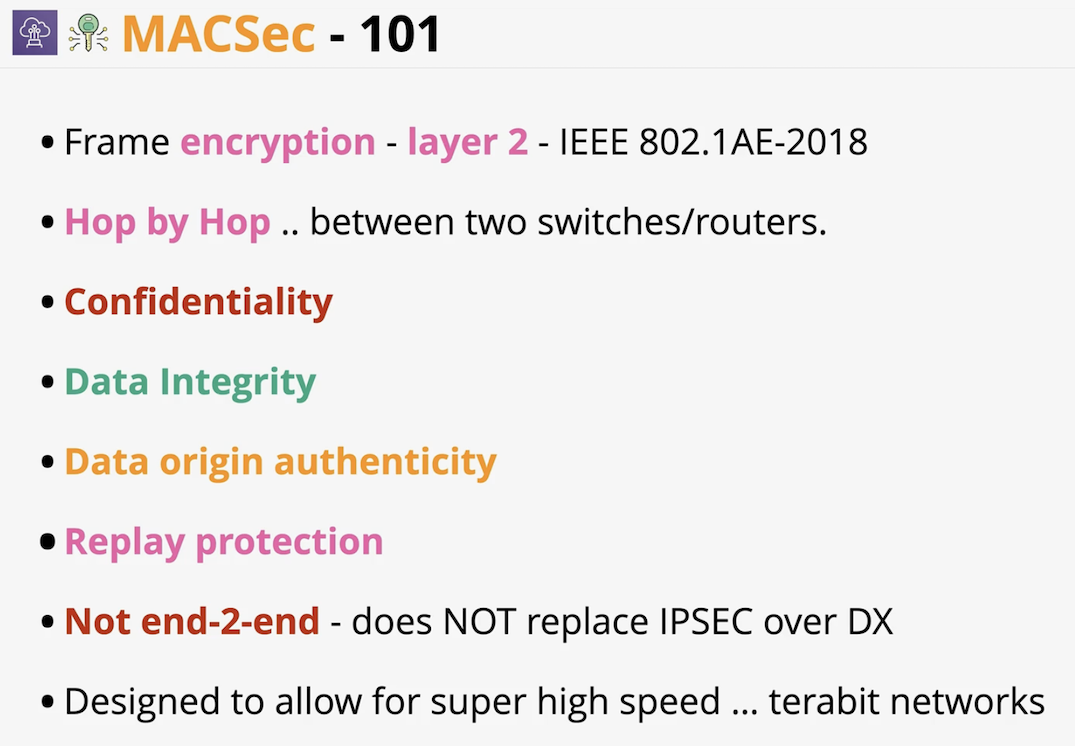 MACSec - 101
• Frame encryption - layer 2 - IEEE 802.1AE-2018
• Hop by Hop .. between two switches/routers.
• Confidentiality
• Data Integrity
• Data origin authenticity
• Replay protection
• Not end-2-end - does NOT replace IPSEC over DX
• Designed to allow for super high speed ... terabit networks